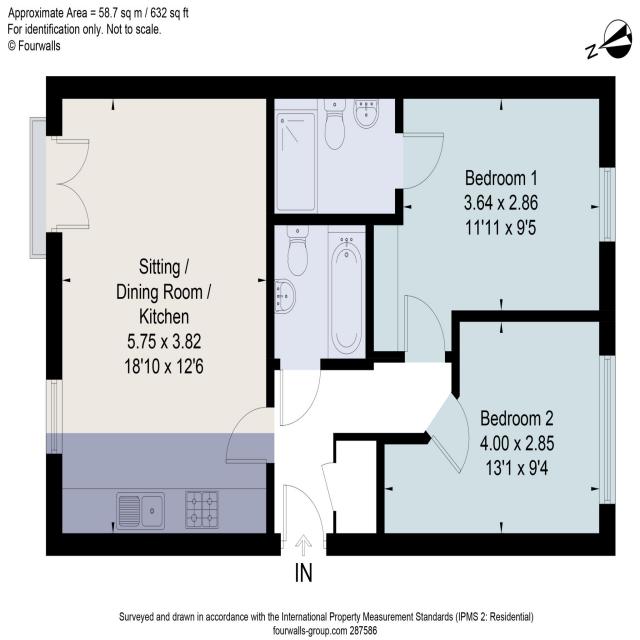 Approximate Area = 58.7 sq m / 632 sq ft
For identification only. Not to scale.
© Fourwalls
N
Bedroom 1
3.64 x 2.86
11'11 x 9'5
Sitting /
Dining Room /
Kitchen
5.75 x 3.82
18'10 x 12'6
Bedroom 2
4.00 x 2.85
13'1 x 9'4
IN
Surveyed and drawn in accordance with the International Property Measurement Standards (IPMS 2: Residential)
fourwalls-group.com 287586